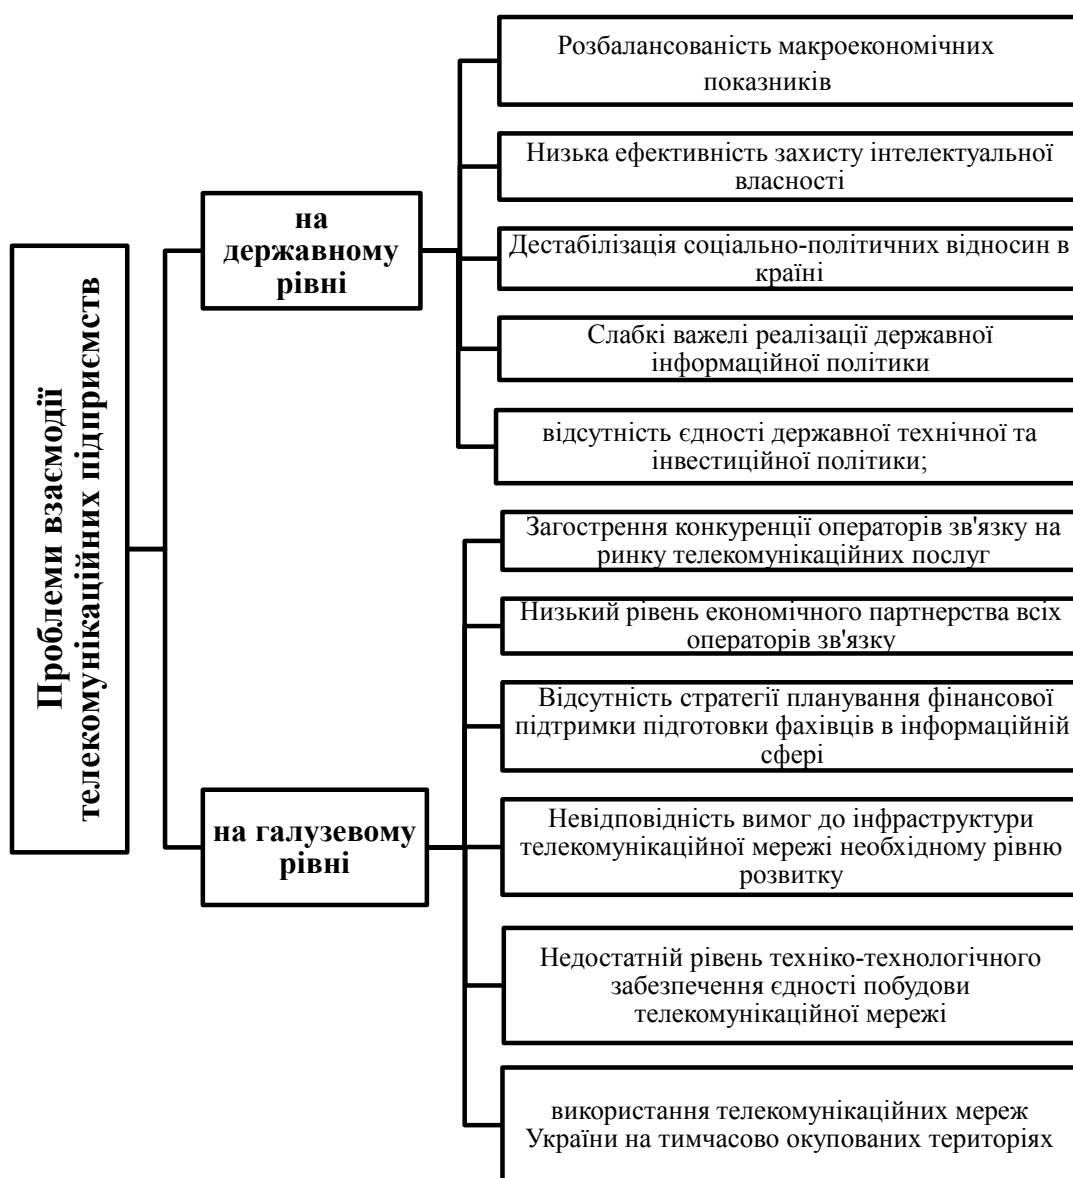 Проблеми взаємодії
телекомунікаційних підприємств
на
державному
рівні
Розбалансованість макроекономічних
показників
Низька ефективність захисту інтелектуальної
власності
Дестабілізація соціально-політичних відносин в
країні
Слабкі важелі реалізації державної
інформаційної політики
відсутність єдності державної технічної та
інвестиційної політики;
на галузевому
рівні
Загострення конкуренції операторів зв'язку на
ринку телекомунікаційних послуг
Низький рівень економічного партнерства всіх
операторів зв'язку
Відсутність стратегії планування фінансової
підтримки підготовки фахівців в інформаційній
сфері
Невідповідність вимог до інфраструктури
телекомунікаційної мережі необхідному рівню
розвитку
Недостатній рівень техніко-технологічного
забезпечення єдності побудови
телекомунікаційної мережі
використання телекомунікаційних мереж
України на тимчасово окупованих територіях